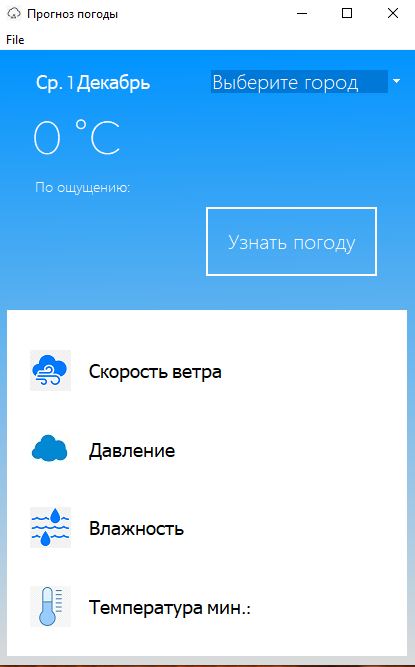 Прогноз погоды
File
Ср. 1 Декабрь
Выберите город
0 °C
По ощущению:
Узнать погоду
Скорость ветра
Давление
Влажность
Температура мин.: